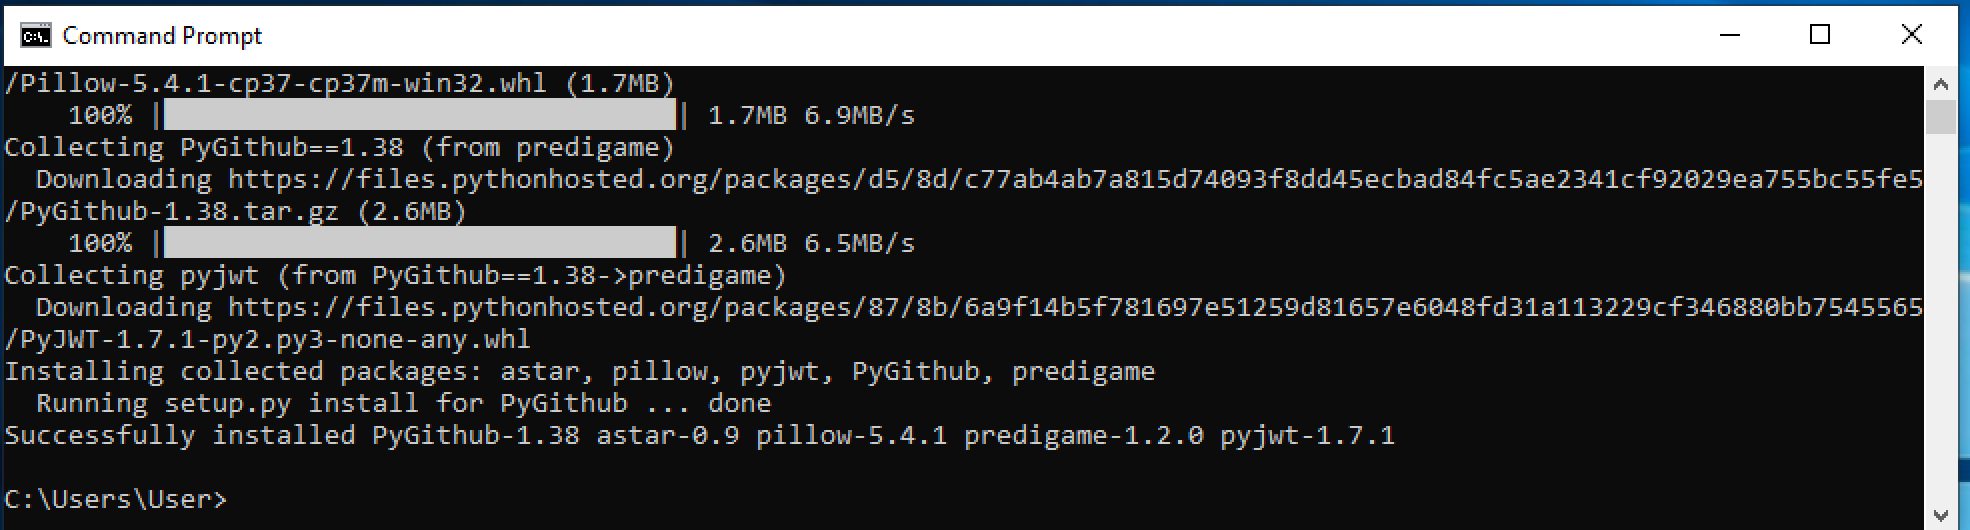 Command Prompt
/Pillow-5.4.1-cp37-cp37m-win32.whl (1.7MB)
    100% |████████████████████████████████| 1.7MB 6.9MB/s
Collecting PyGithub==1.38 (from predigame)
  Downloading https://files.pythonhosted.org/packages/d5/8d/c77ab4ab7a815d74093f8dd45ecbad84fc5ae2341cf92029ea755bc55fe5
/PyGithub-1.38.tar.gz (2.6MB)
    100% |████████████████████████████████| 2.6MB 6.5MB/s
Collecting pyjwt (from PyGithub==1.38->predigame)
  Downloading https://files.pythonhosted.org/packages/87/8b/6a9f14b5f781697e51259d81657e6048fd31a113229cf346880bb7545565
/PyJWT-1.7.1-py2.py3-none-any.whl
Installing collected packages: astar, pillow, pyjwt, PyGithub, predigame
  Running setup.py install for PyGithub ... done
Successfully installed PyGithub-1.38 astar-0.9 pillow-5.4.1 predigame-1.2.0 pyjwt-1.7.1
C:\Users\User>